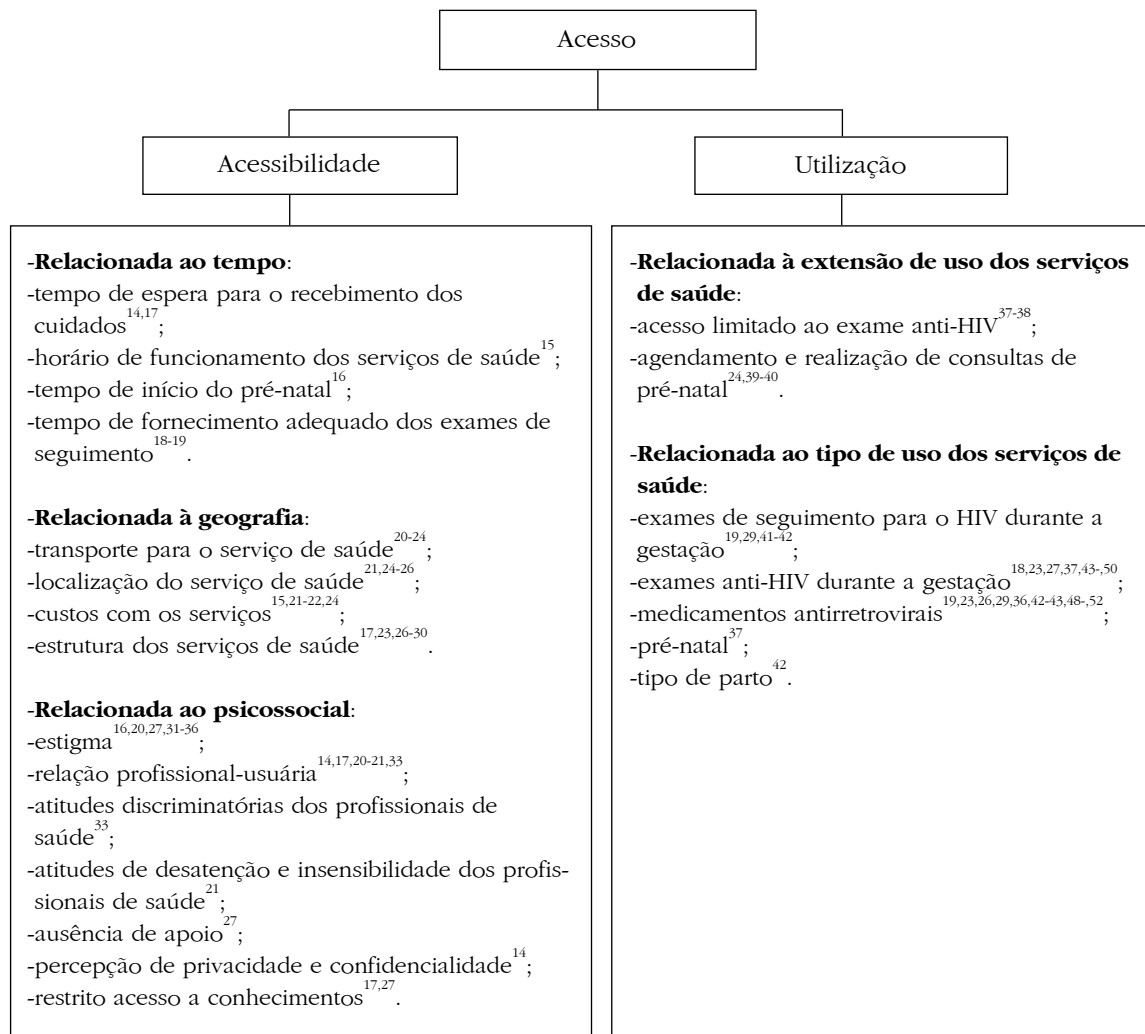 Acesso
Acessibilidade
-Relacionada ao tempo:
-tempo de espera para o recebimento dos
cuidados14,17;
-horário de funcionamento dos serviços de saúde15;
-tempo de início do pré-natal16;
-tempo de fornecimento adequado dos exames de
seguimento18-19.
-Relacionada à geografia:
-transporte para o serviço de saúde20-24;
-localização do serviço de saúde21,24-26;
-custos com os serviços15,21-22,24;
-estrutura dos serviços de saúde17,23,26-30.
-Relacionada ao psicossocial:
-estigma16,20,27,31-36;
-relação profissional-usuária14,17,20-21,33;
-atitudes discriminatórias dos profissionais de
saúde33;
-atitudes de desatenção e insensibilidade dos profis-
sionais de saúde21;
-ausência de apoio27;
-percepção de privacidade e confidencialidade14;
-restrito acesso a conhecimentos17,27.
Utilização
-Relacionada à extensão de uso dos serviços
de saúde:
-acesso limitado ao exame anti-HIV37-38;
-agendamento e realização de consultas de
pré-natal24,39-40.
-Relacionada ao tipo de uso dos serviços de
saúde:
-exames de seguimento para o HIV durante a
gestação19,29,41-42;
-exames anti-HIV durante a gestação18,23,27,37,43-,50;
-medicamentos antirretrovirais19,23,26,29,36,42-43,48-,52;
-pré-natal37;
-tipo de parto42.